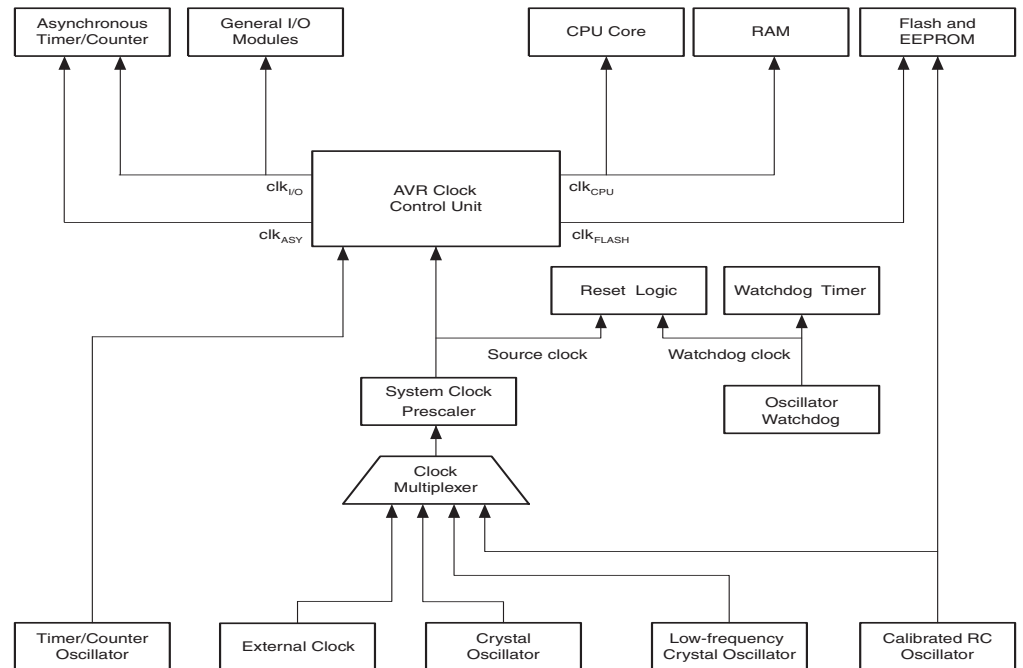 Asynchronous
Timer/Counter
General I/O
Modules
CPU Core
RAM
Flash and
EEPROM
clkI/O
AVR Clock
Control Unit
clkCPU
clkASY
clkFLASH
Reset Logic
Watchdog Timer
Source clock
Watchdog clock
System Clock
Prescaler
Oscillator
Watchdog
Clock
Multiplexer
Timer/Counter
Oscillator
External Clock
Crystal
Oscillator
Low-frequency
Crystal Oscillator
Calibrated RC
Oscillator